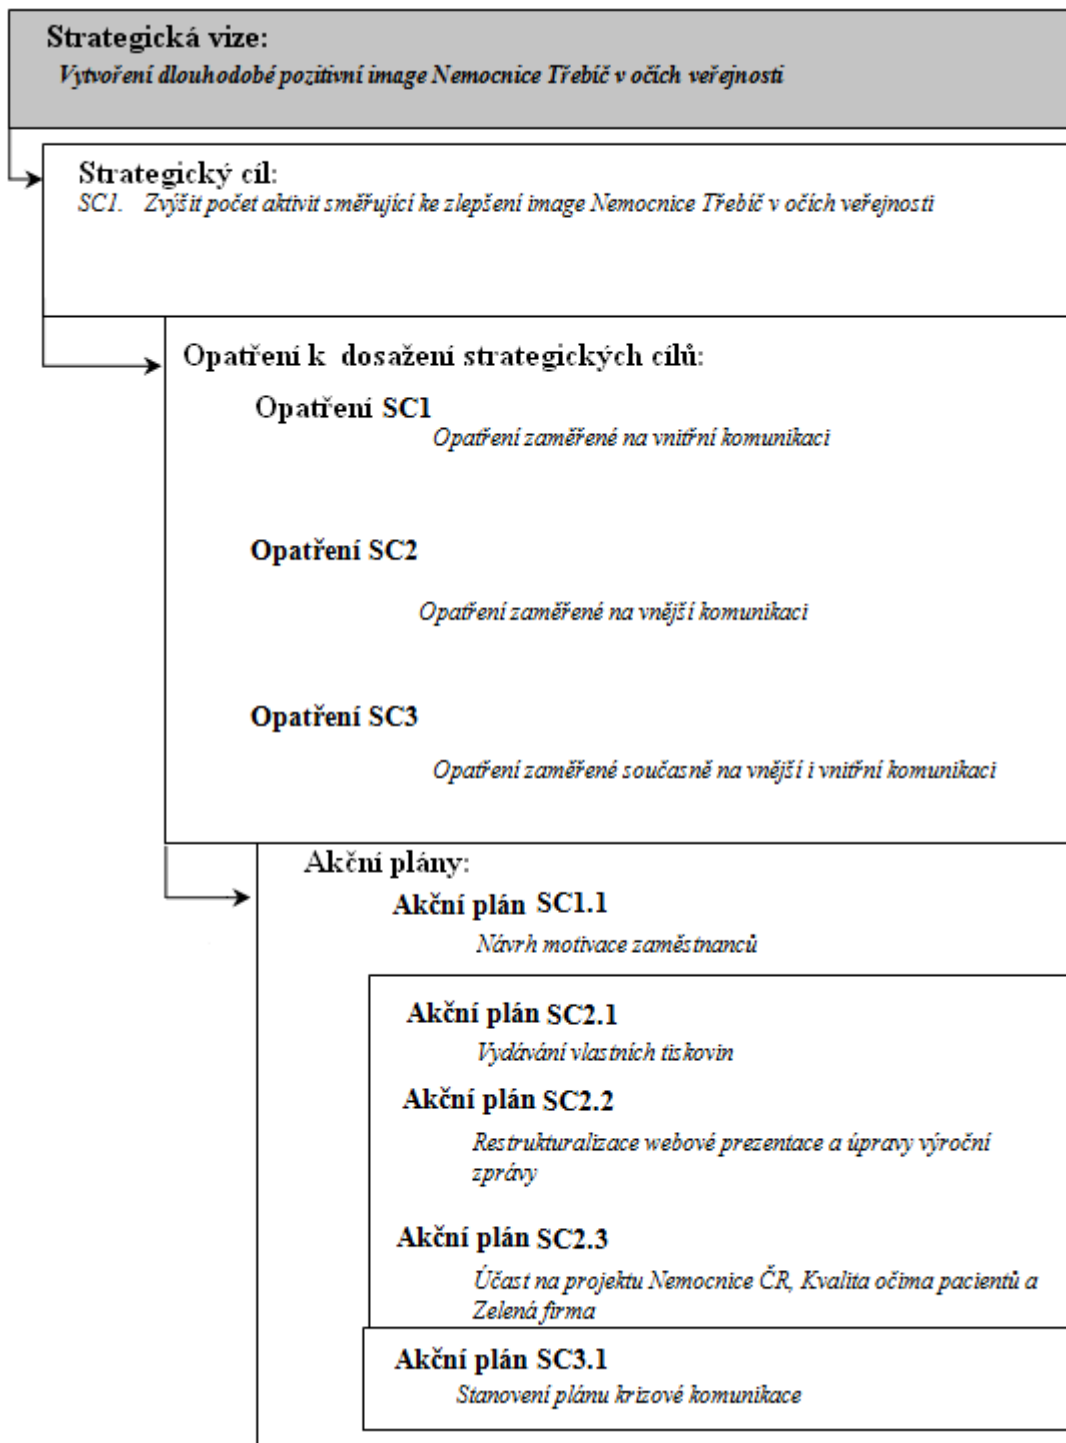 Strategická vize:
Vytvoření dlouhodobé pozitivní image Nemocnice Třebíč v očích veřejnosti
Strategický cíl:
SC1. Zvýšit počet aktivit směřující ke zlepšení image Nemocnice Třebíč v očích veřejnosti
Opatření k dosažení strategických cílů:
Opatření SC1
Opatření zaměřené na vnitřní komunikaci
Opatření SC2
Opatření zaměřené na vnější komunikaci
Opatření SC3
Opatření zaměřené současně na vnější i vnitřní komunikaci
Akční plány:
Akční plán SC1.1
Návrh motivace zaměstnanců
Akční plán SC2.1
Vydávání vlastních tiskovin
Akční plán SC2.2
Restrukturalizace webové prezentace a úpravy výroční
zprávy
Akční plán SC2.3
Účast na projektu Nemocnice ČR, Kvalita očima pacientů a
Zelená firma
Akční plán SC3.1
Stanovení plánu krizové komunikace